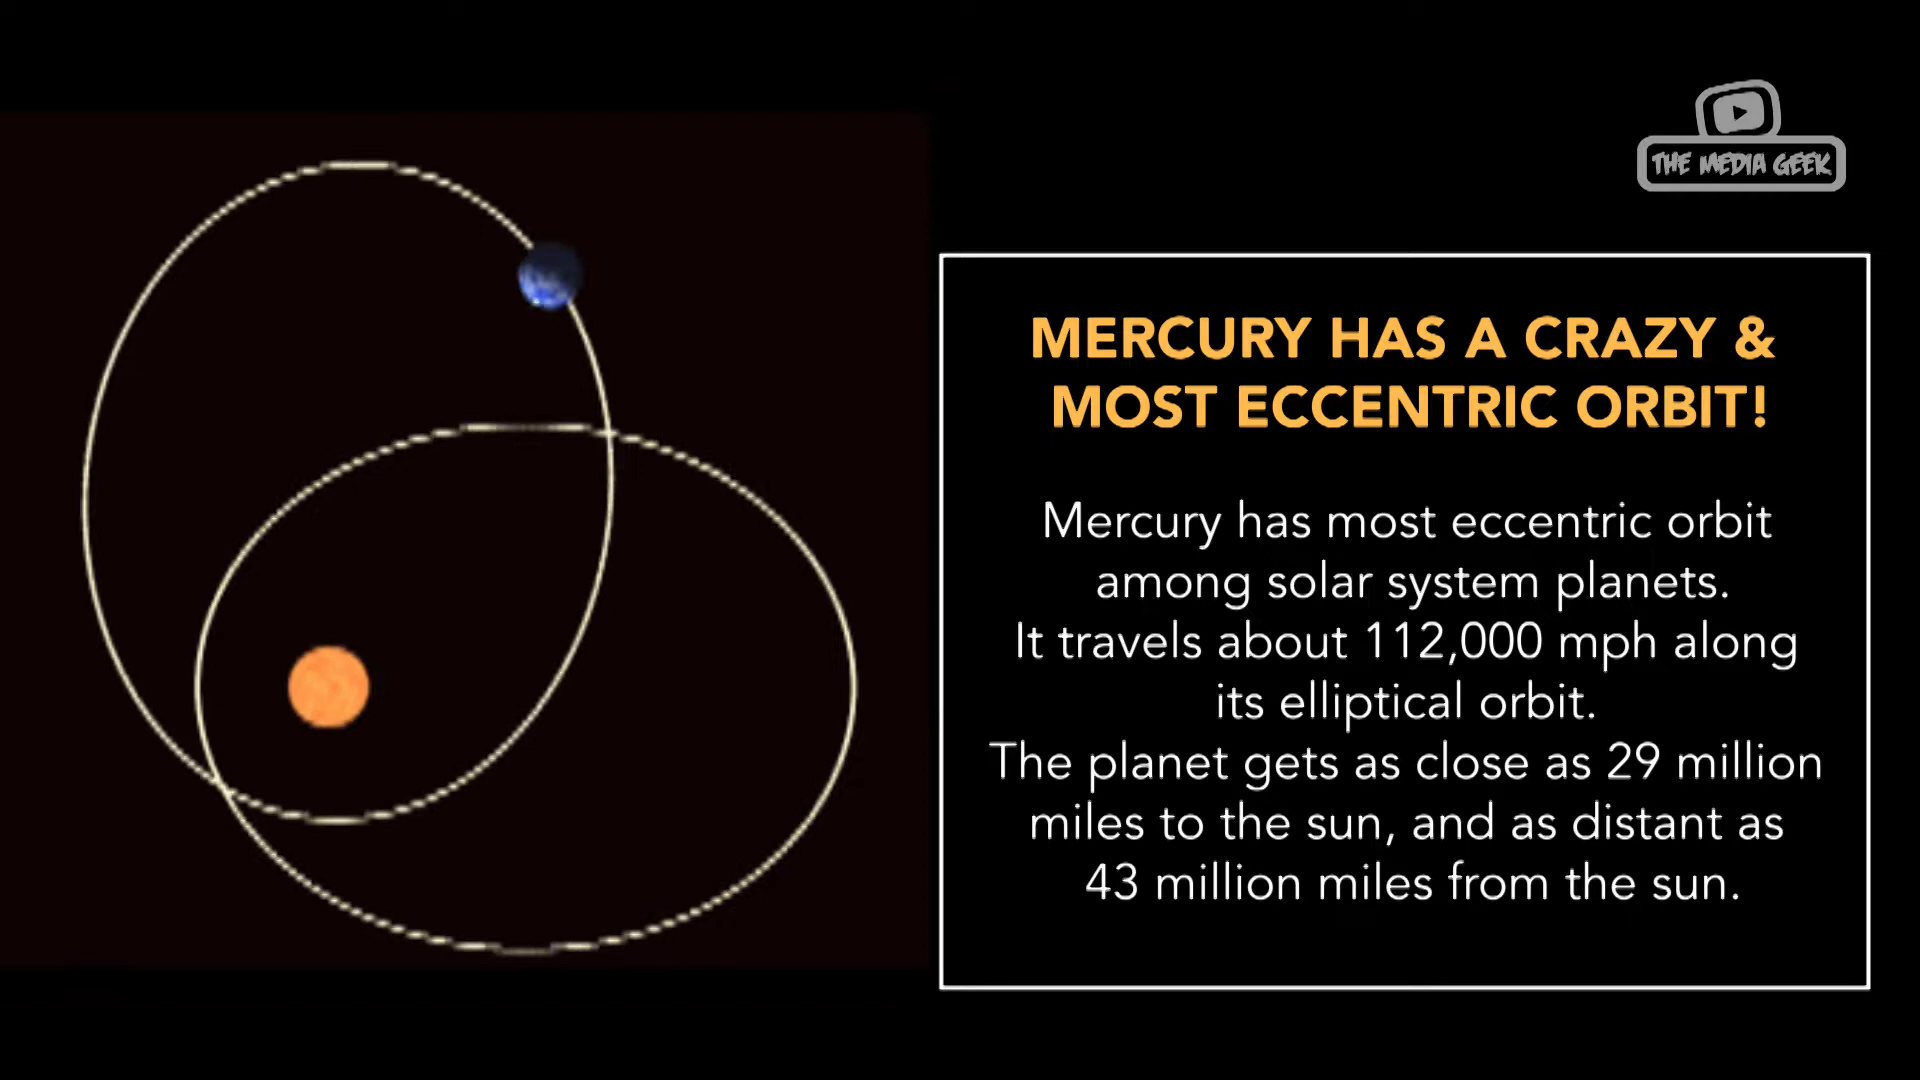 THE MEDIA GEEK
MERCURY HAS A CRAZY &
MOST ECCENTRIC ORBIT!
Mercury has most eccentric orbit
among solar system planets.
It travels about 112,000 mph along
its elliptical orbit.
The planet gets as close as 29 million
miles to the sun, and as distant as
43 million miles from the sun.